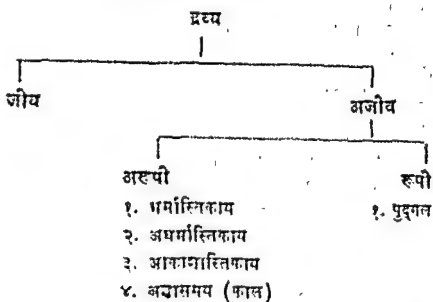 द्रव्य
जीव अजीव
अरूपी रूपी
१. धर्मास्तिकाय १. पुद्गल
२. अधर्मास्तिकाय
३. आकाशास्तिकाय
४. अद्धासमय (काल)